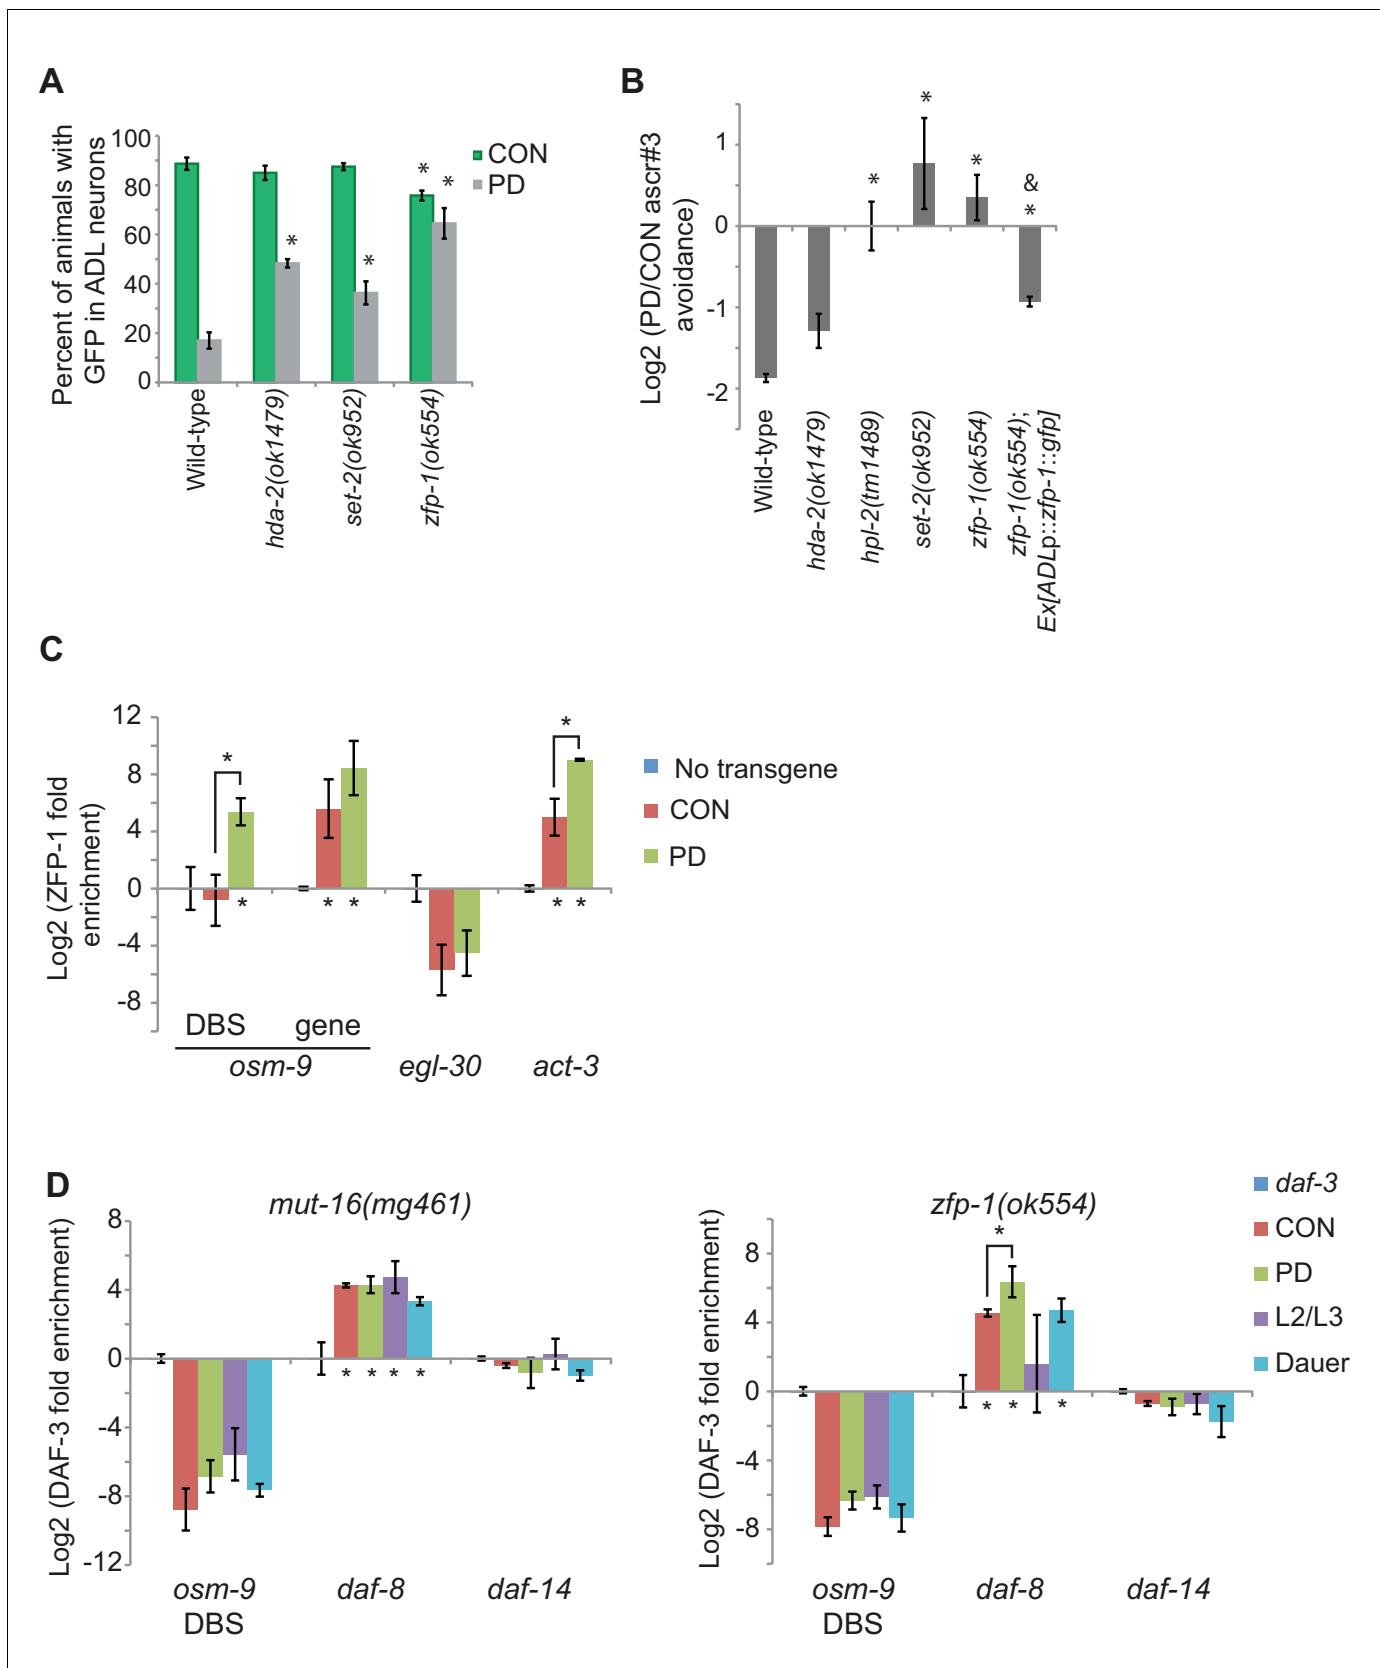 A
Percent of animals with
GFP in ADL neurons
100
80
60
40
20
0
CON
PD
*
*
*
*
Wild-type
hda-2(ok1479)
set-2(ok952)
zfp-1(ok554)
B
Log2 (PD/CON ascr#3
avoidance)
1
0
-1
-2
*
*
*
&
*
Wild-type
hda-2(ok1479)
hpl-2(tm1489)
set-2(ok952)
zfp-1(ok554)
zfp-1(ok554);
Ex[ADLp::zfp-1::gfp]
C
Log2 (ZFP-1 fold
enrichment)
12
8
4
0
-4
-8
*
*
*
* *
* *
No transgene
CON
PD
DBS gene
osm-9 egl-30 act-3
D
mut-16(mg461)
Log2 (DAF-3 fold enrichment)
8
4
0
-4
-8
-12
* * * *
osm-9
DBS
daf-8
daf-14
zfp-1(ok554)
Log2 (DAF-3 fold enrichment)
8
4
0
-4
-8
*
* * *
osm-9
DBS
daf-8
daf-14
daf-3
CON
PD
L2/L3
Dauer